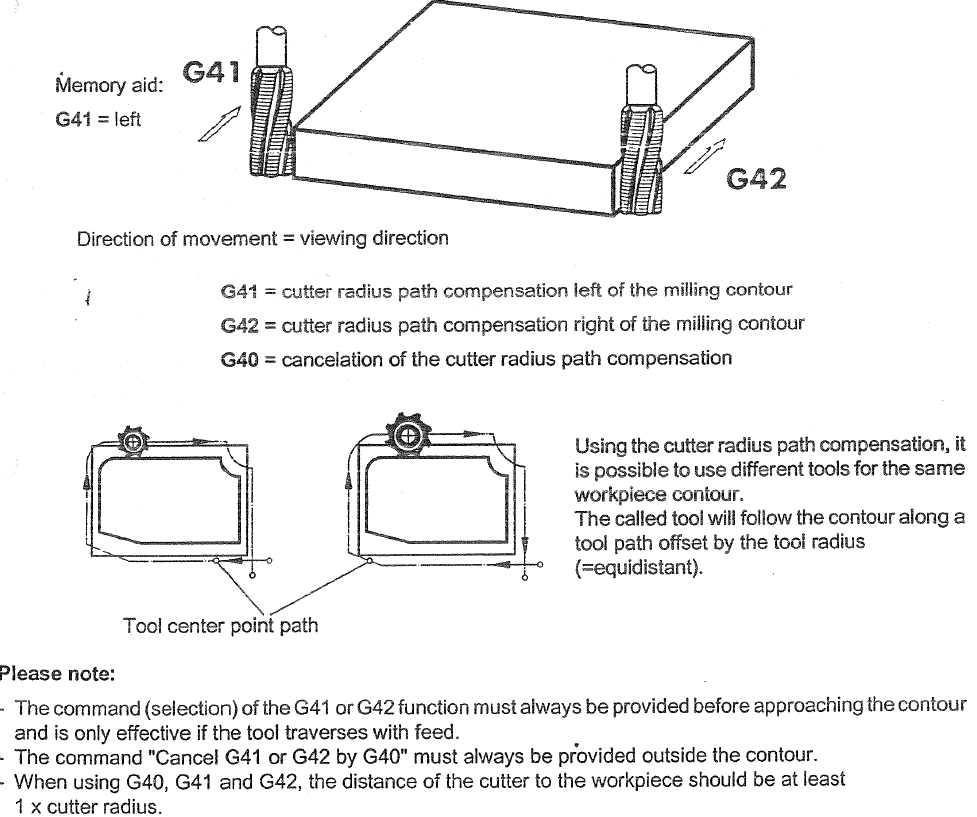 Memory aid:
G41
G41 = left
G42
Direction of movement = viewing direction
G41 = cutter radius path compensation left of the milling contour
G42 = cutter radius path compensation right of the milling contour
G40 = cancelation of the cutter radius path compensation
Using the cutter radius path compensation, it
is possible to use different tools for the same
workpiece contour.
The called tool will follow the contour along a
tool path offset by the tool radius
(=equidistant).
Tool center point path
Please note:
- The command (selection) of the G41 or G42 function must always be provided before approaching the contour
and is only effective if the tool traverses with feed.
- The command "Cancel G41 or G42 by G40" must always be provided outside the contour.
- When using G40, G41 and G42, the distance of the cutter to the workpiece should be at least
1 x cutter radius.